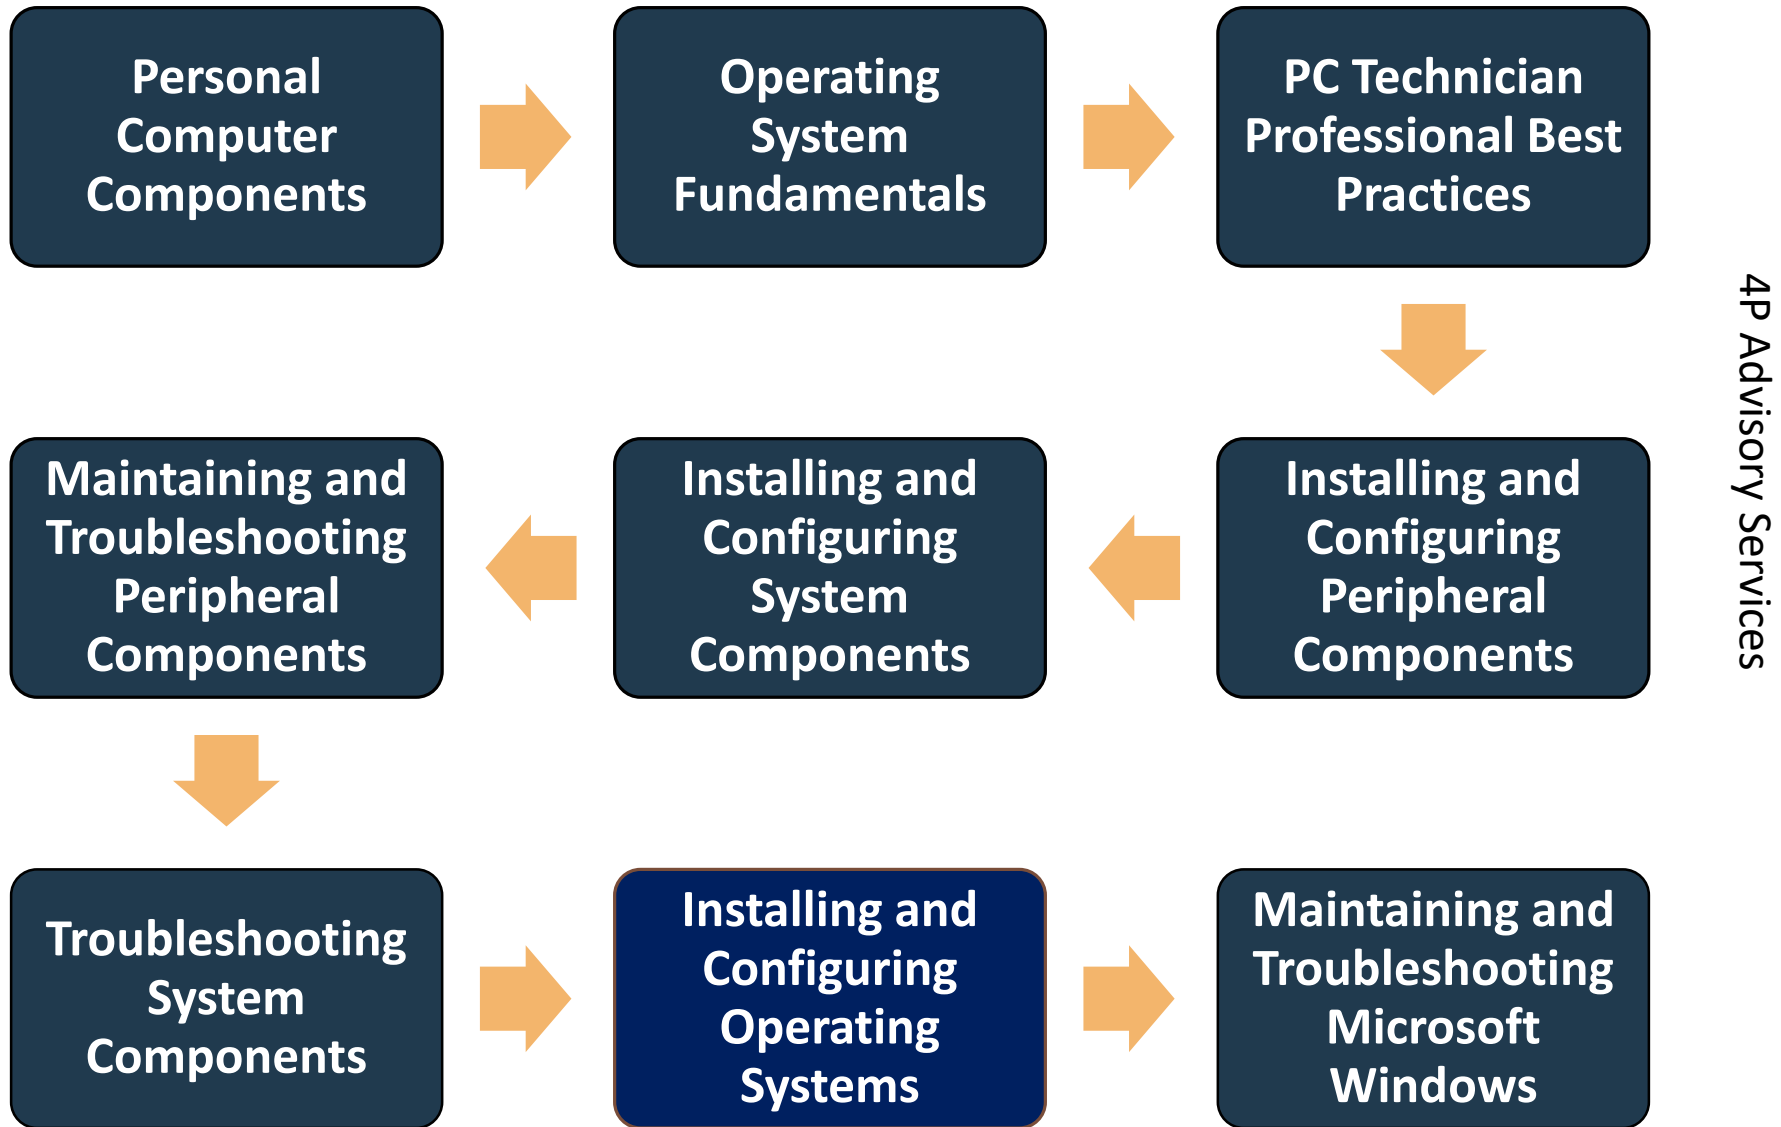 Personal
Computer
Components
Operating
System
Fundamentals
PC Technician
Professional Best
Practices
Installing and
Configuring
Peripheral
Components
Installing and
Configuring
System
Components
Maintaining and
Troubleshooting
Peripheral
Components
Troubleshooting
System
Components
Installing and
Configuring
Operating
Systems
Maintaining and
Troubleshooting
Microsoft
Windows
4P Advisory Services